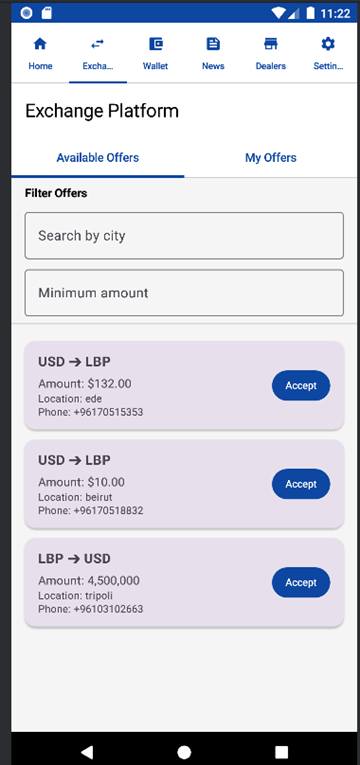 11:22
Home
Excha...
Wallet
News
Dealers
Settin...
Exchange Platform
Available Offers
My Offers
Filter Offers
Search by city
Minimum amount
USD → LBP
Amount: $132.00
Location: ede
Phone: +96170515353
Accept
USD → LBP
Amount: $10.00
Location: beirut
Phone: +96170518832
Accept
LBP → USD
Amount: 4,500,000
Location: tripoli
Phone: +96103102663
Accept